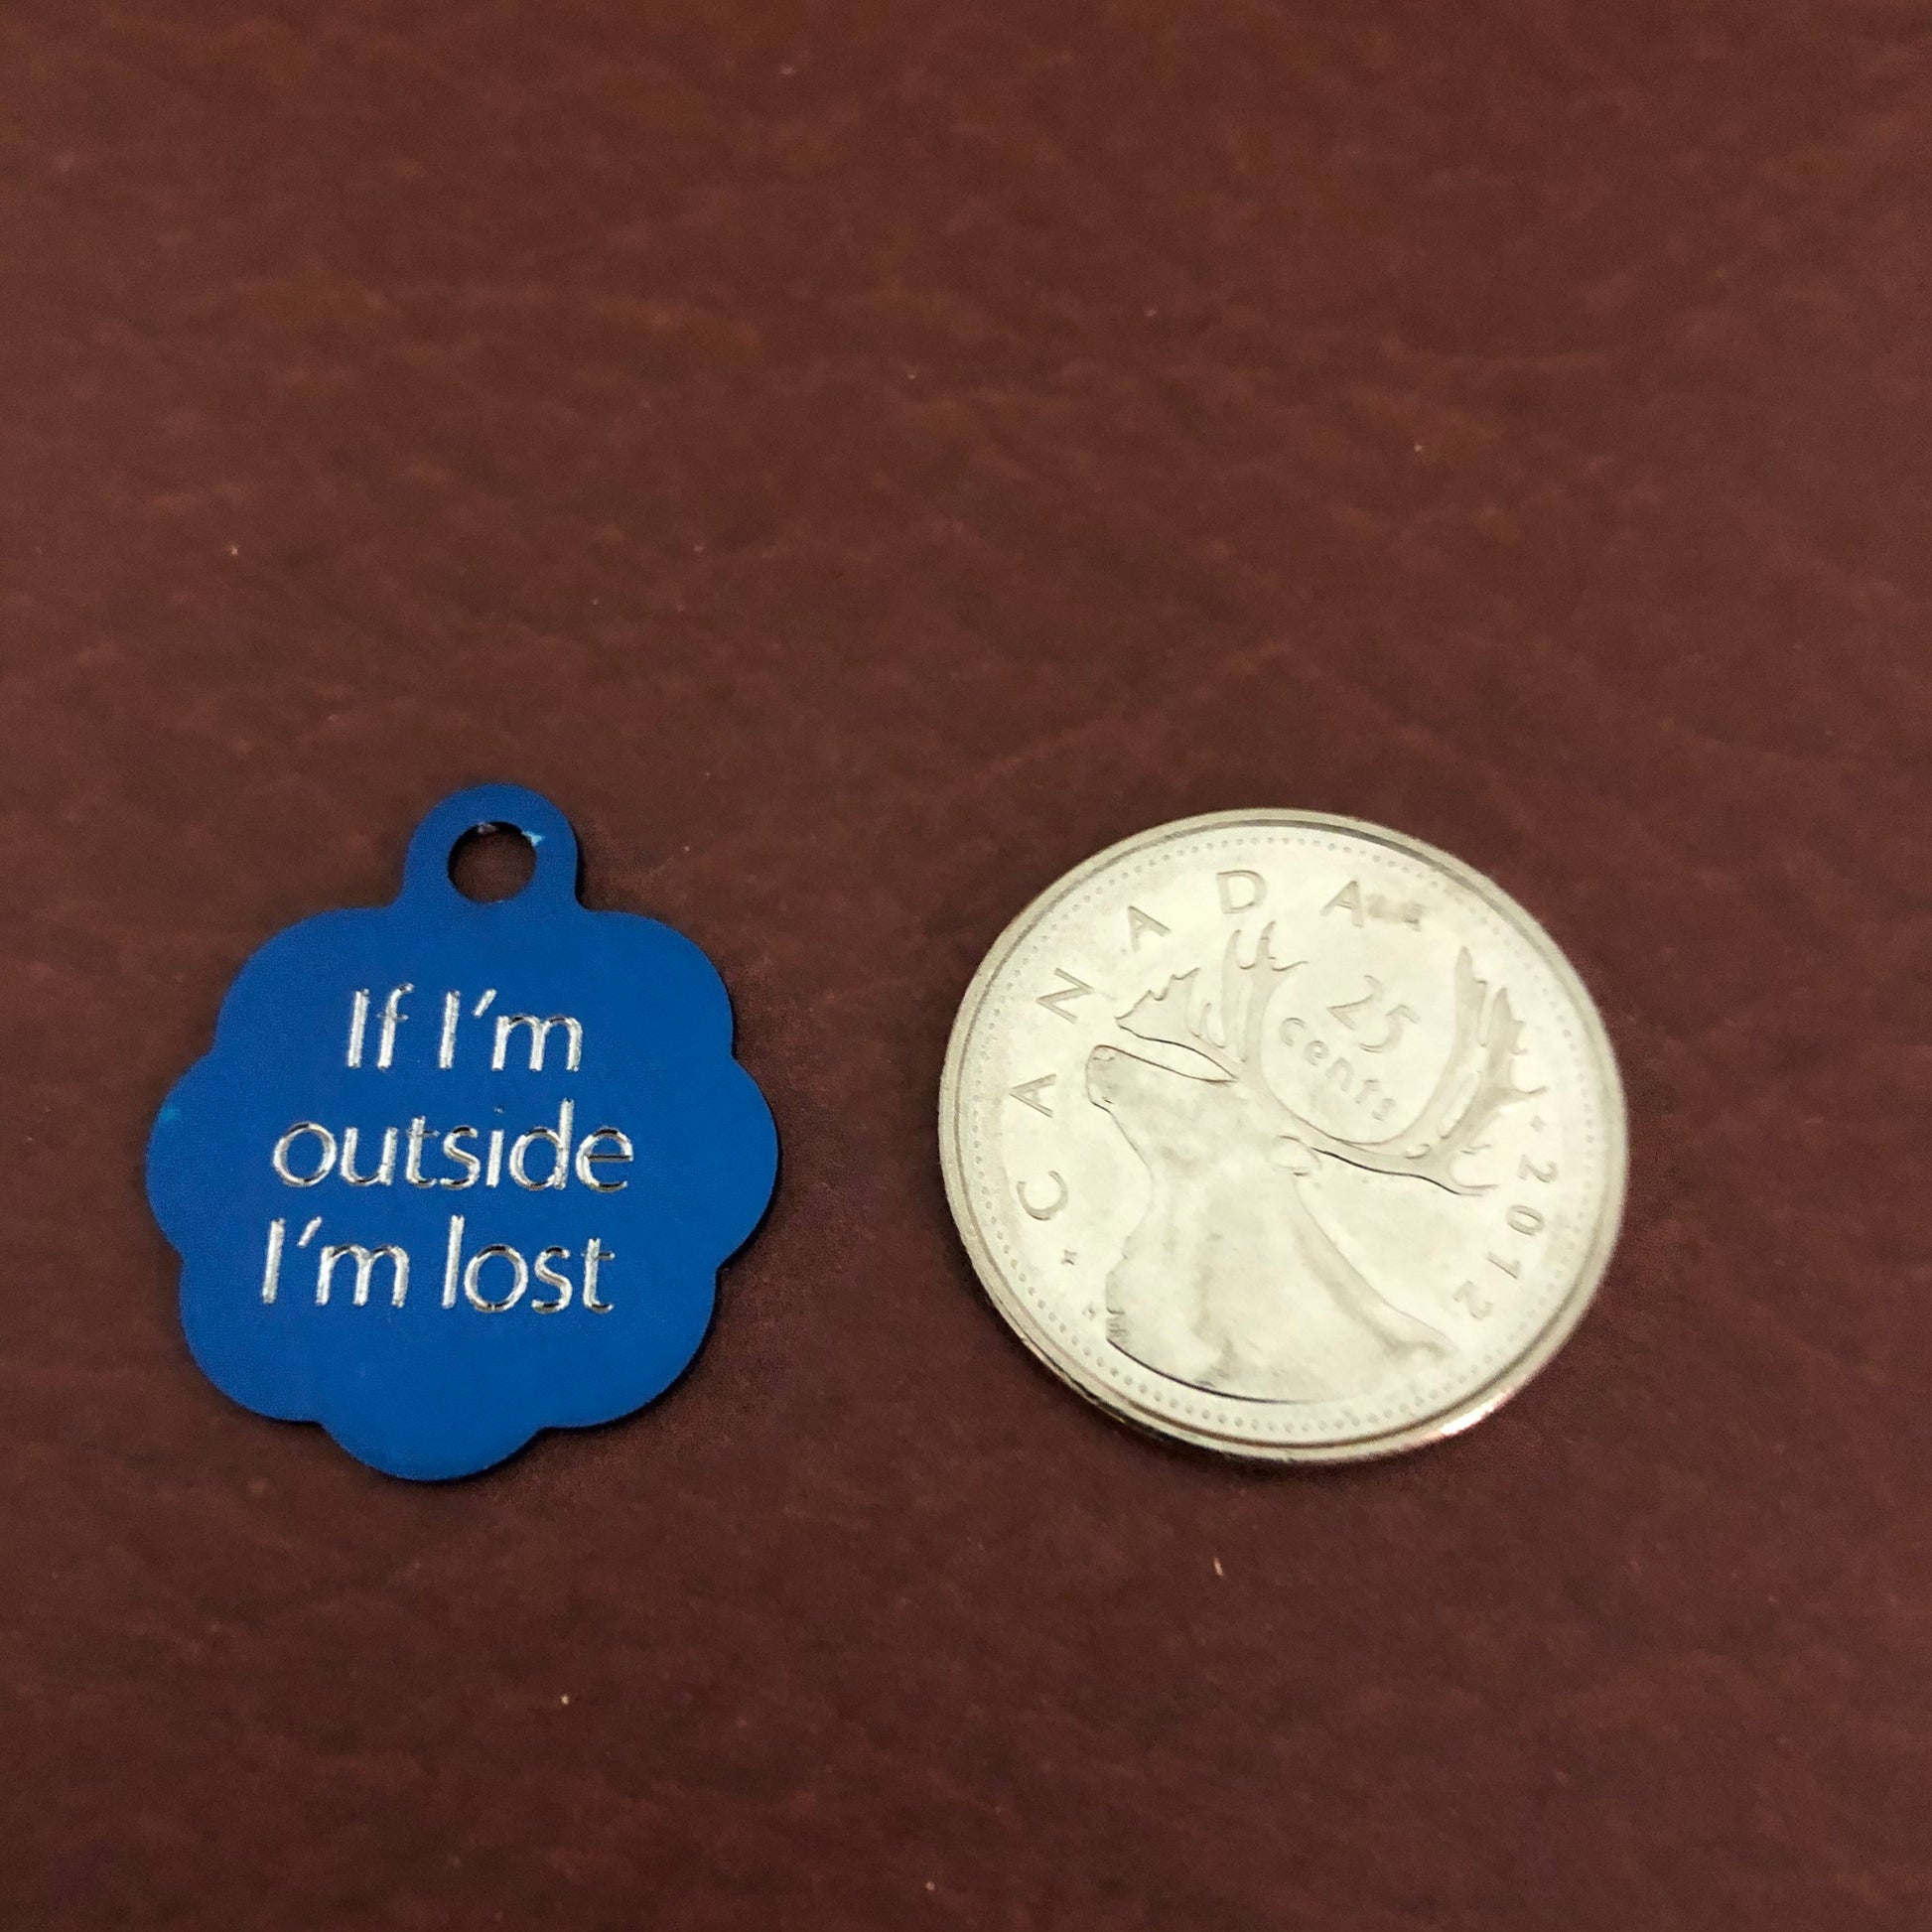 If I'm
outside
I'm lost
CANADA
25
cents
2012